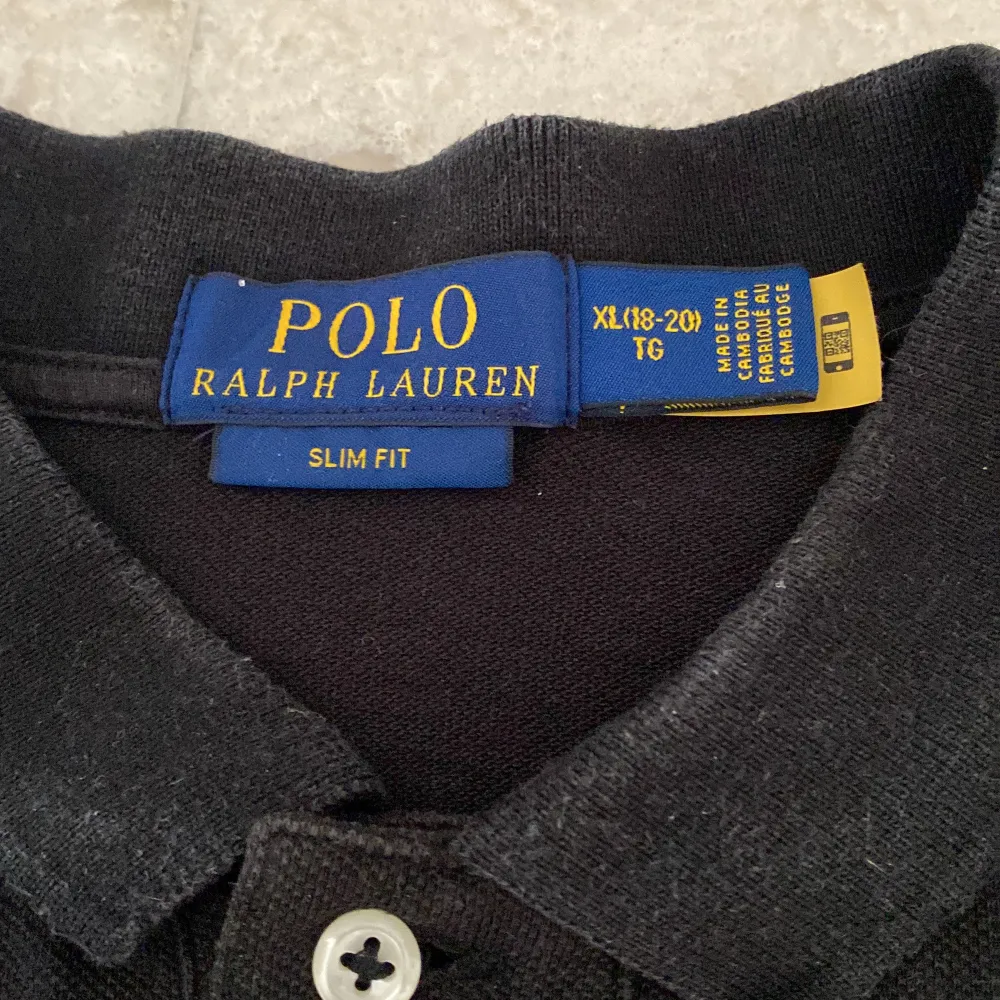 POLO
RALPH LAUREN
SLIM FIT
XL(18-20)
TG
MADE IN
CAMBODIA
FABRIQUÉ AU
CAMBODGE